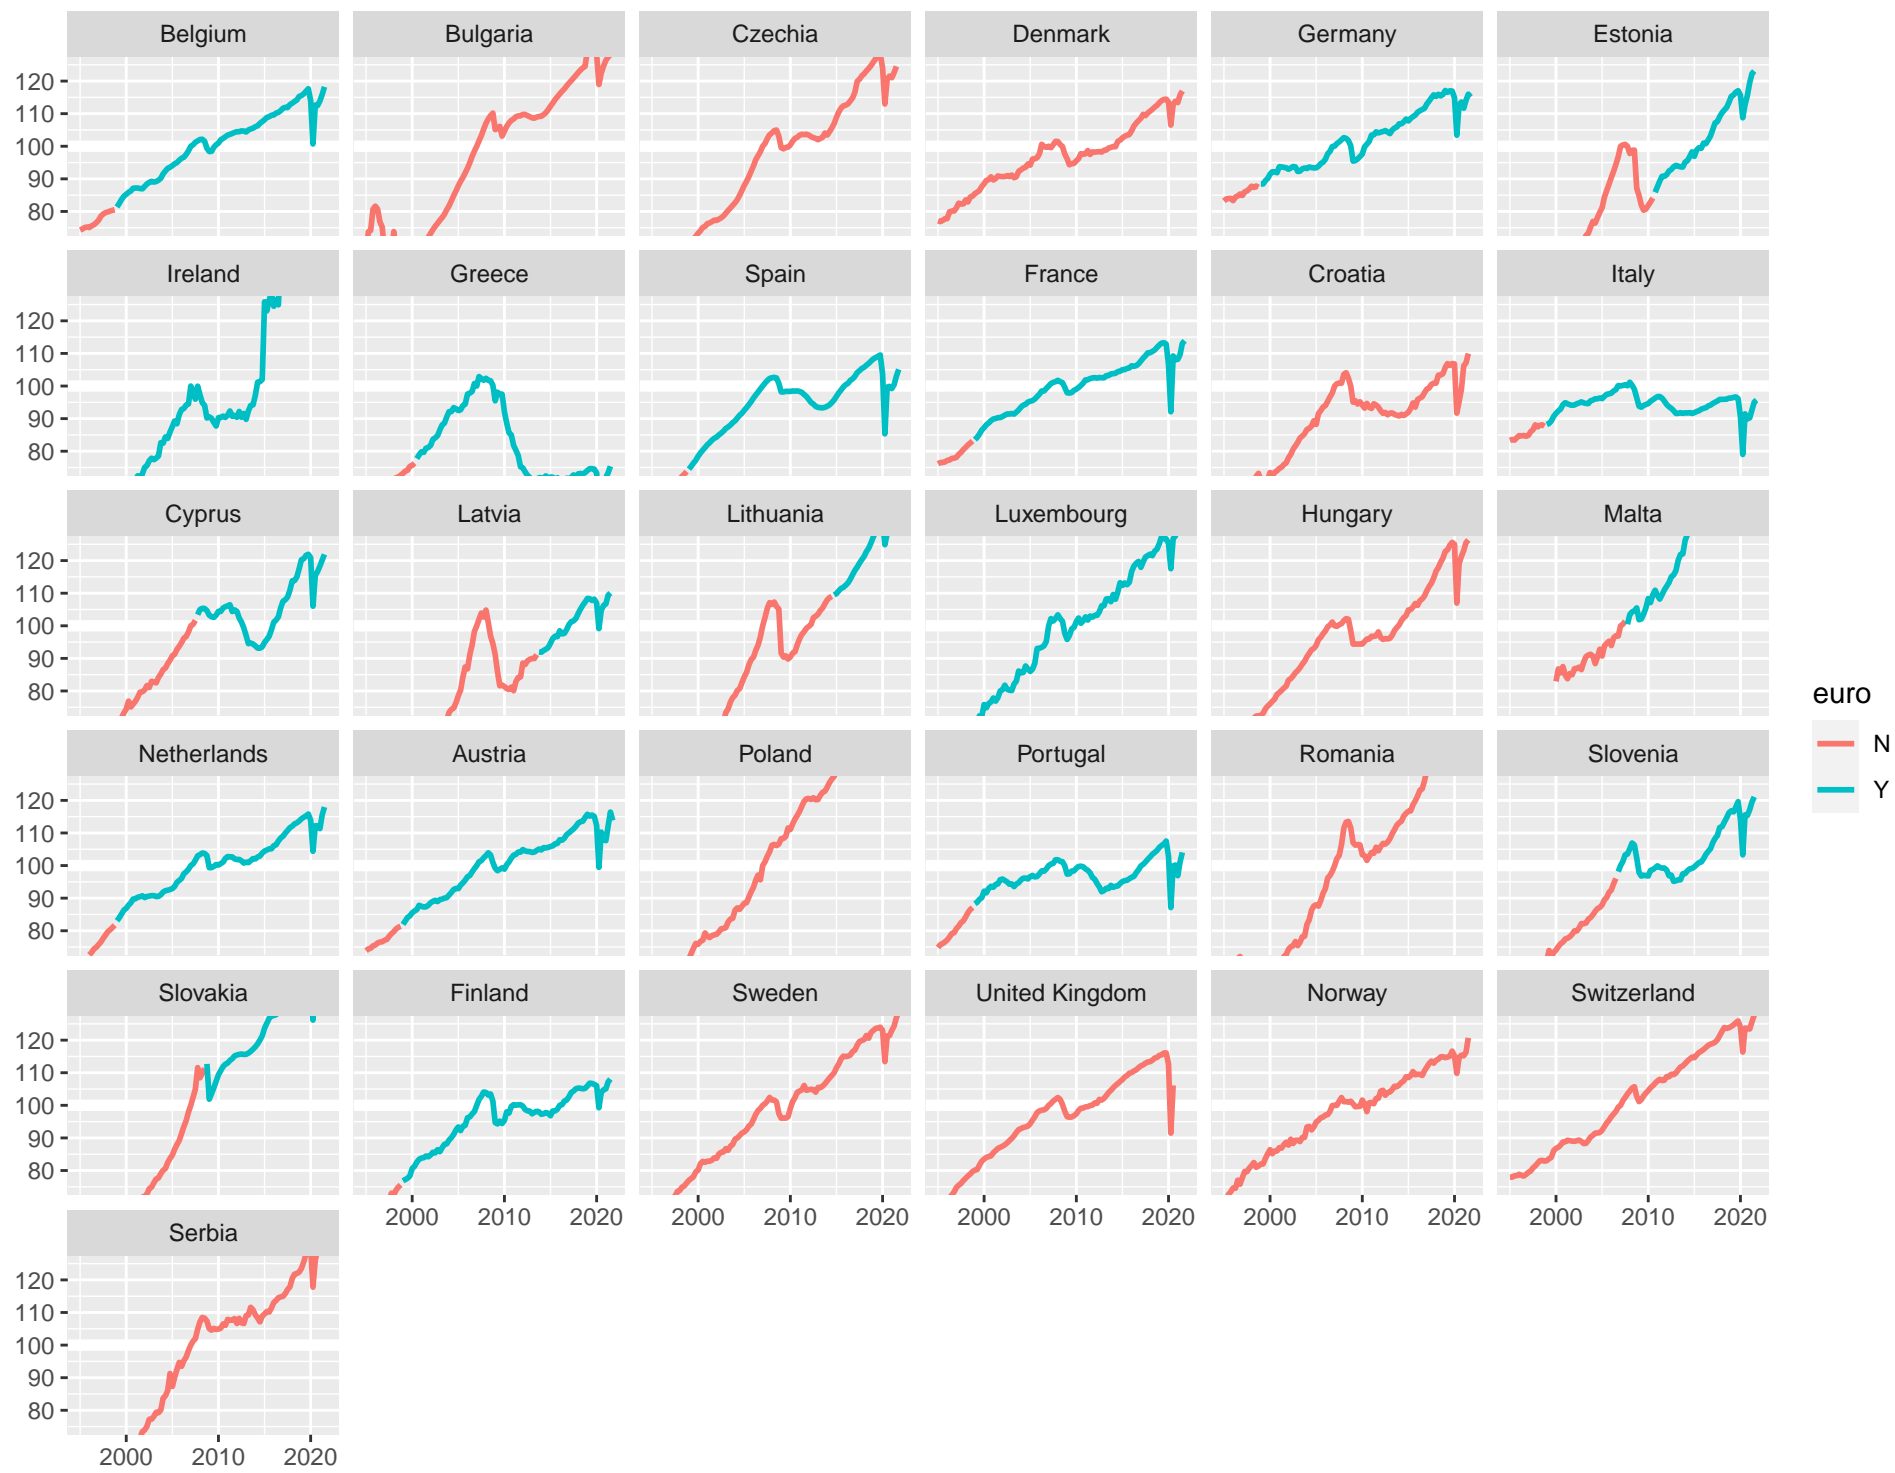 Belgium Bulgaria Czechia Denmark Germany Estonia
120
110
100
90
80
Ireland Greece Spain France Croatia Italy
120
110
100
90
80
Cyprus Latvia Lithuania Luxembourg Hungary Malta
120
110
100
90
80
Netherlands Austria Poland Portugal Romania Slovenia
120
110
100
90
80
euro
N
Y
Slovakia Finland Sweden United Kingdom Norway Switzerland
120
110
100
90
80
2000 2010 2020 2000 2010 2020 2000 2010 2020 2000 2010 2020 2000 2010 2020
Serbia
120
110
100
90
80
2000 2010 2020